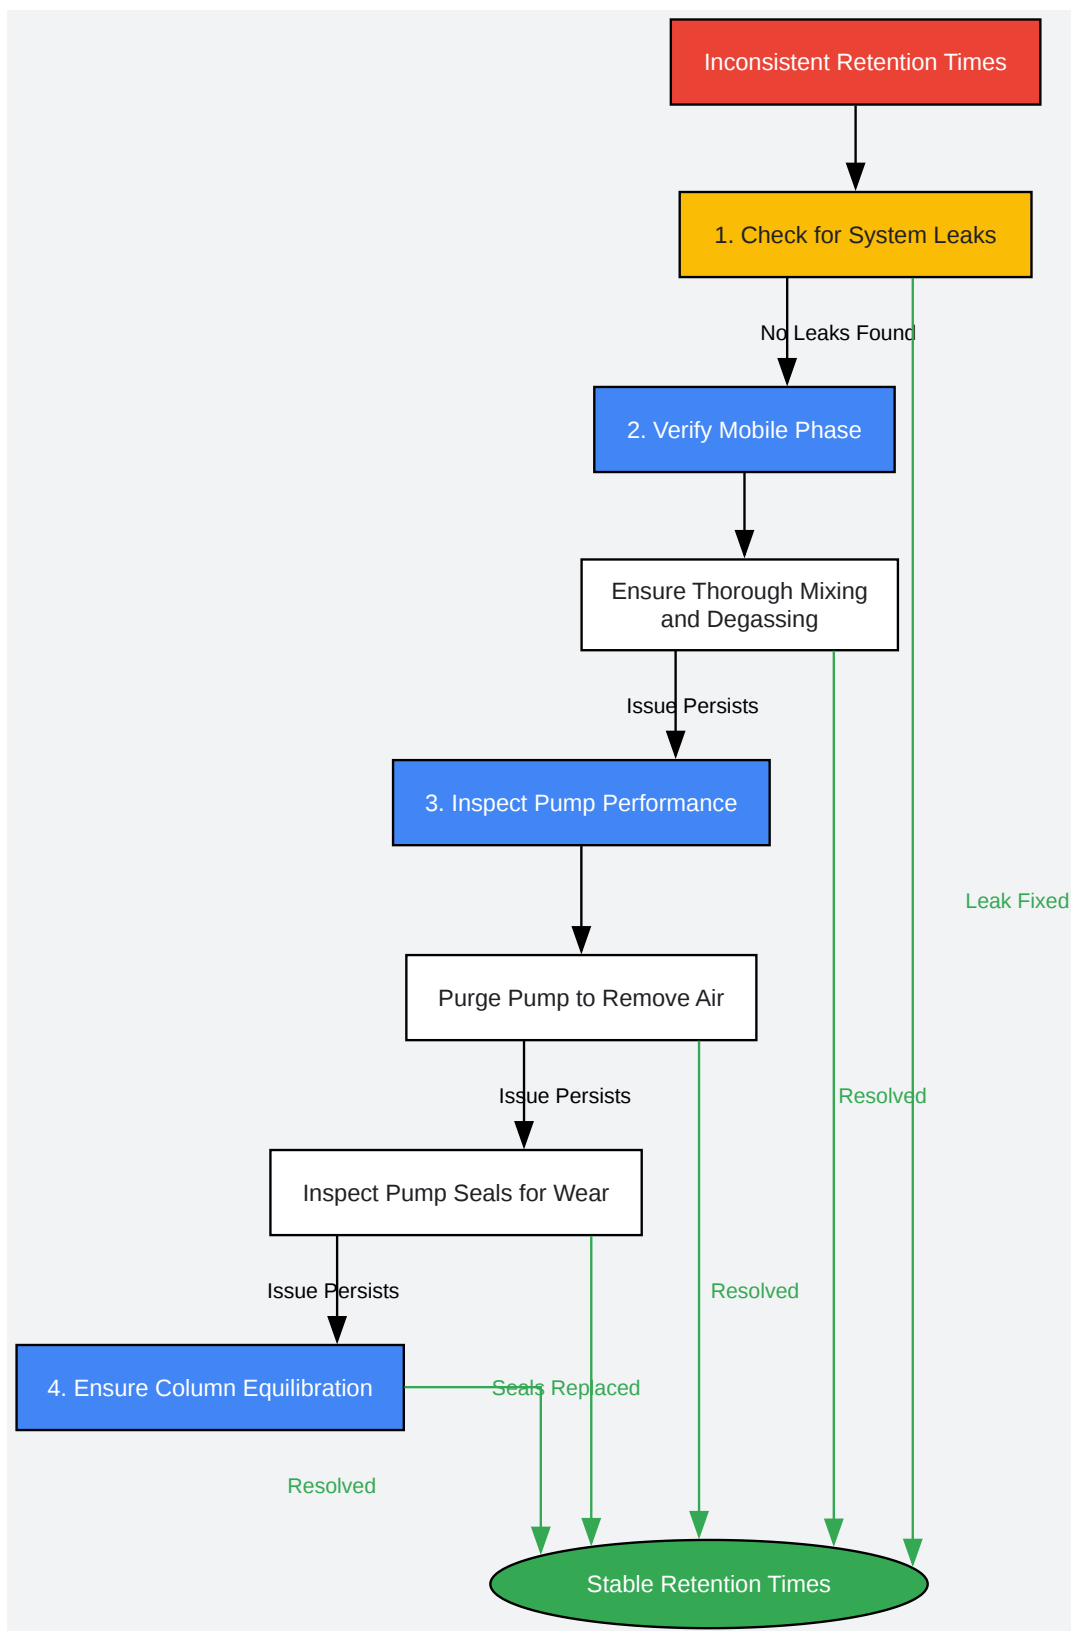 Inconsistent Retention Times
1. Check for System Leaks
No Leaks Found
2. Verify Mobile Phase
Ensure Thorough Mixing
and Degassing
Issue Persists
3. Inspect Pump Performance
Leak Fixed
Purge Pump to Remove Air
Issue Persists
Resolved
Inspect Pump Seals for Wear
Issue Persists
Resolved
4. Ensure Column Equilibration
Seals Replaced
Resolved
Stable Retention Times